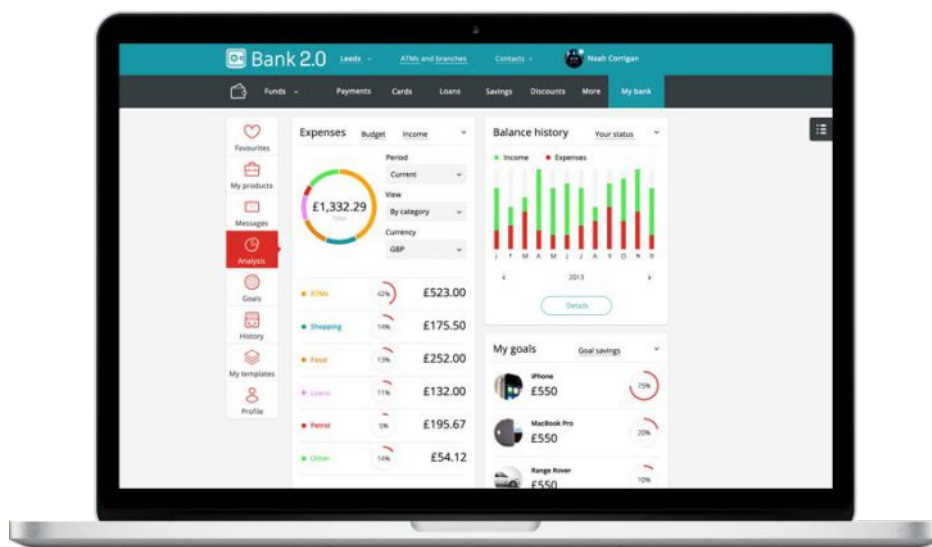 Bank 2.0 Leeds ATMs and branches Contacts Noah Corrigan
Funds Payments Cards Loans Savings Discounts More My bank
Favourites
My products
Messages
Analysis
Goals
History
My templates
Profile
Expenses Budget Income
£1,332.29
Total
Period
Current
View
By category
Currency
GBP
ATMs 42% £523.00
Shopping 14% £175.50
Food 13% £252.00
Loans 11% £132.00
Petrol 5% £195.67
Other 14% £54.12
Balance history Your status
Income Expenses
J F M A M J J A S O N D
2013
Details
My goals Goal savings
iPhone
£550
75%
MacBook Pro
£550
20%
Range Rover
£550
10%